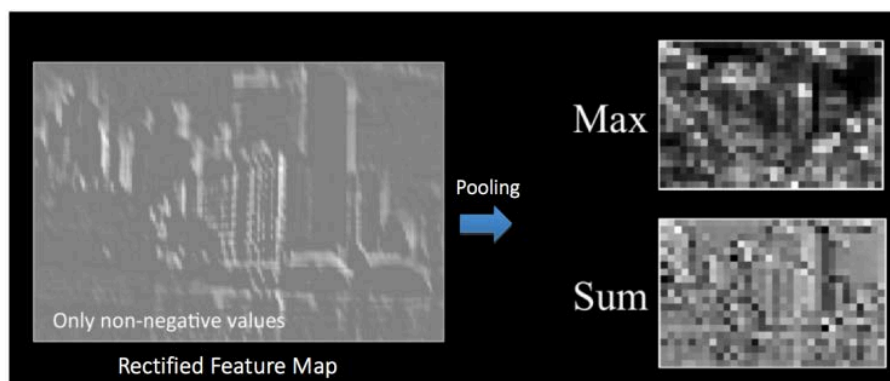 Only non-negative values
Rectified Feature Map
Pooling
Max
Sum